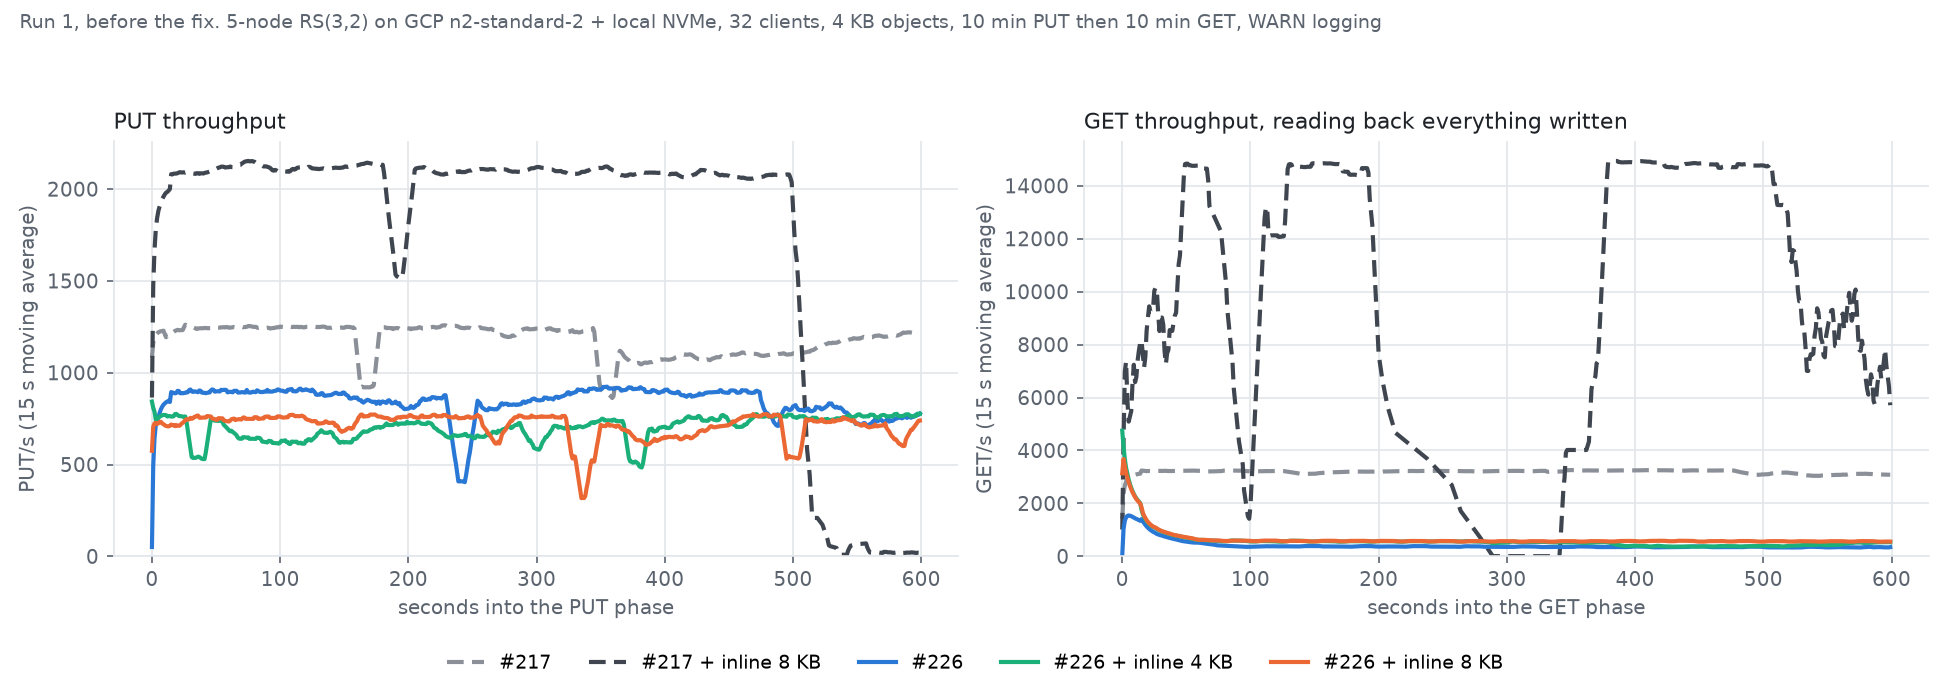 Run 1, before the fix. 5-node RS(3,2) on GCP n2-standard-2 + local NVMe, 32 clients, 4 KB objects, 10 min PUT then 10 min GET, WARN logging
PUT throughput
PUT/s (15 s moving average)
2000
1500
1000
500
0
0 100 200 300 400 500 600
seconds into the PUT phase
GET throughput, reading back everything written
GET/s (15 s moving average)
14000
12000
10000
8000
6000
4000
2000
0
0 100 200 300 400 500 600
seconds into the GET phase
#217 #217 + inline 8 KB #226 #226 + inline 4 KB #226 + inline 8 KB